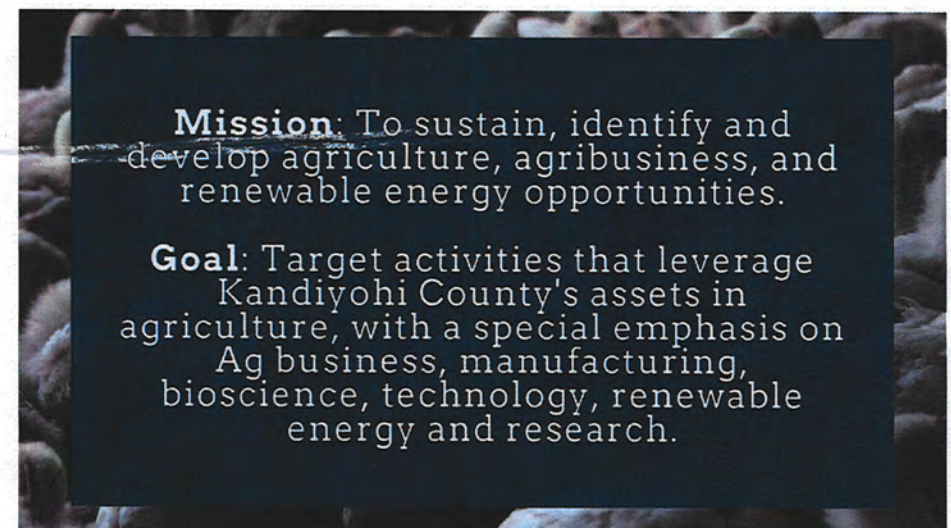 Mission: To sustain, identify and
develop agriculture, agribusiness, and
renewable energy opportunities.
Goal: Target activities that leverage
Kandiyohi County's assets in
agriculture, with a special emphasis on
Ag business, manufacturing,
bioscience, technology, renewable
energy and research.